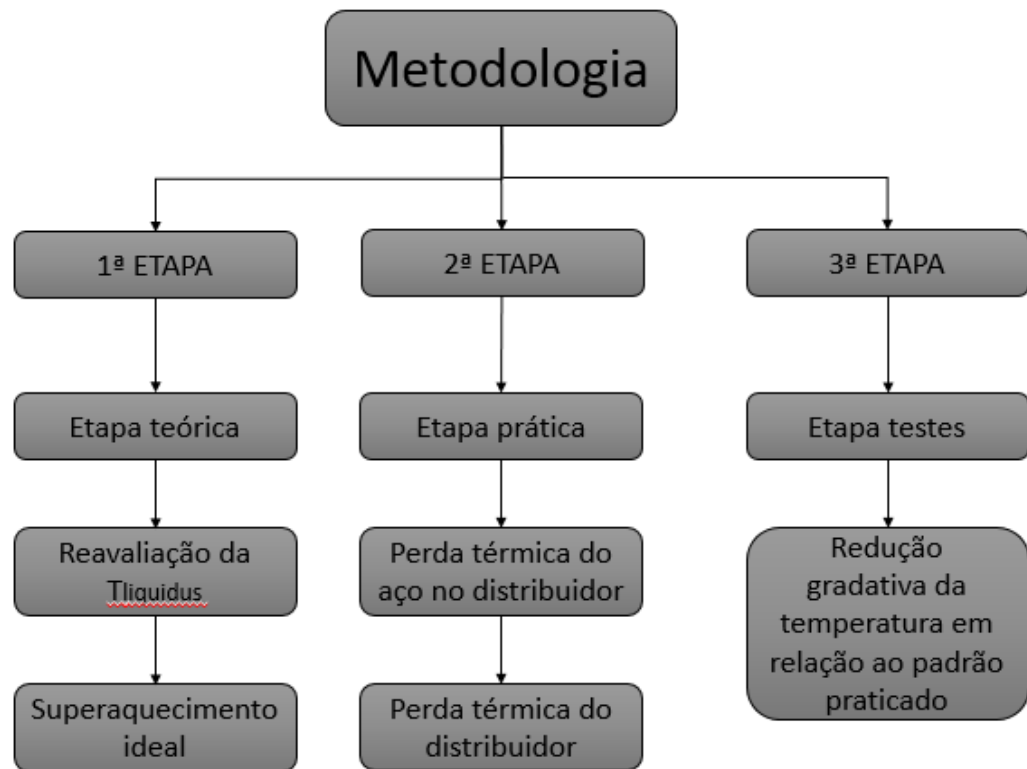 Metodologia
1ª ETAPA
Etapa teórica
Reavaliação da
Tliquidus
Superaquecimento
ideal
2ª ETAPA
Etapa prática
Perda térmica do
aço no distribuidor
Perda térmica do
distribuidor
3ª ETAPA
Etapa testes
Redução
gradativa da
temperatura em
relação ao padrão
praticado